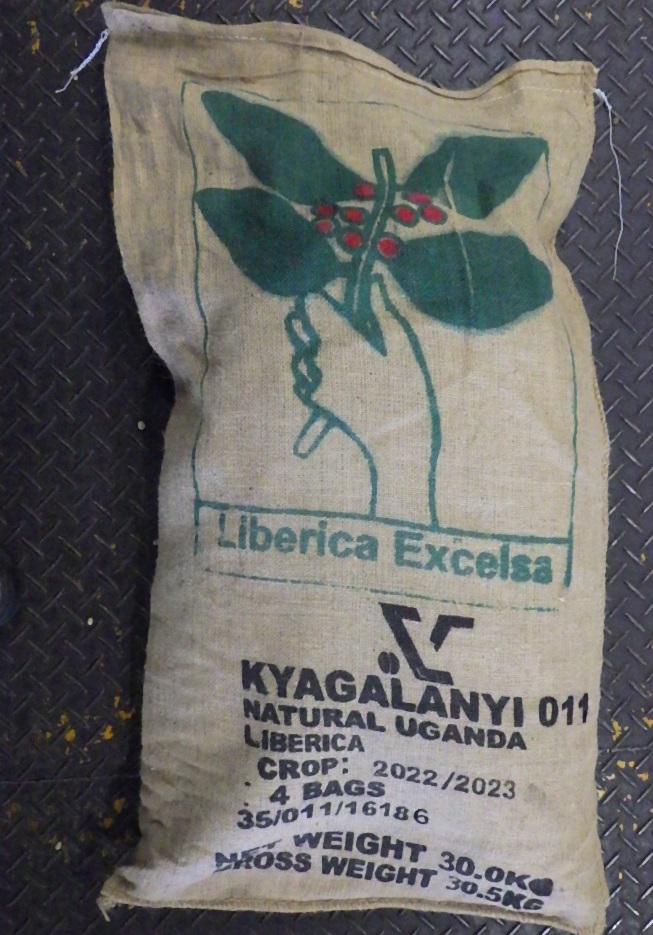 Liberica Excelsa
KYAGALANYI 011
NATURAL UGANDA
LIBERICA
CROP: 2022/2023
4 BAGS
35/011/16186
NET WEIGHT 30.0KG
GROSS WEIGHT 30.5KG